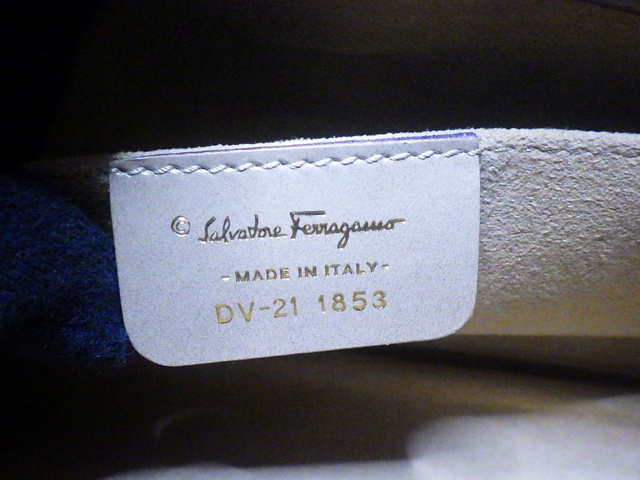 © Salvatore Ferragamo
- MADE IN ITALY -
DV-21 1853